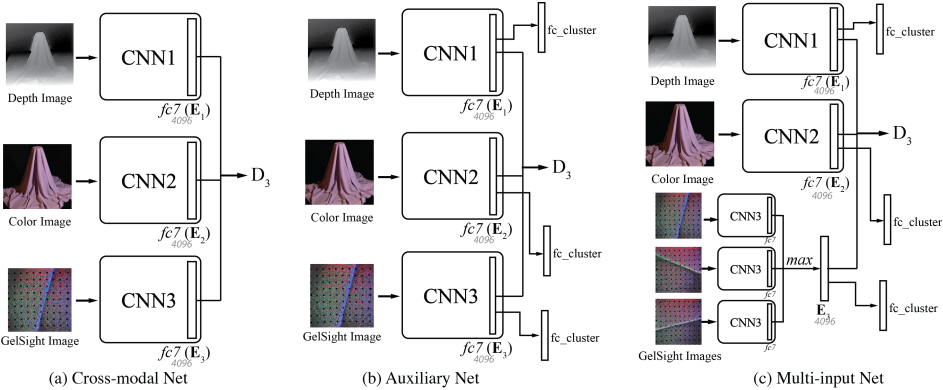 CNN1
Depth Image
fc7 (E1)
4096
CNN2
D3
Color Image
fc7 (E2)
4096
CNN3
GelSight Image
fc7 (E3)
(a) Cross-modal Net
fc_cluster
CNN1
Depth Image
fc7 (E1)
4096
CNN2
D3
Color Image
fc7 (E2)
4096
fc_cluster
CNN3
GelSight Image
fc_cluster
fc7 (E3)
4096
(b) Auxiliary Net
CNN1
fc_cluster
Depth Image
fc7 (E1)
4096
CNN2
D3
Color Image
fc7 (E2)
4096
CNN3
fc7
fc_cluster
CNN3
fc7
max
CNN3
fc7
E3
4096
fc_cluster
GelSight Images
(c) Multi-input Net